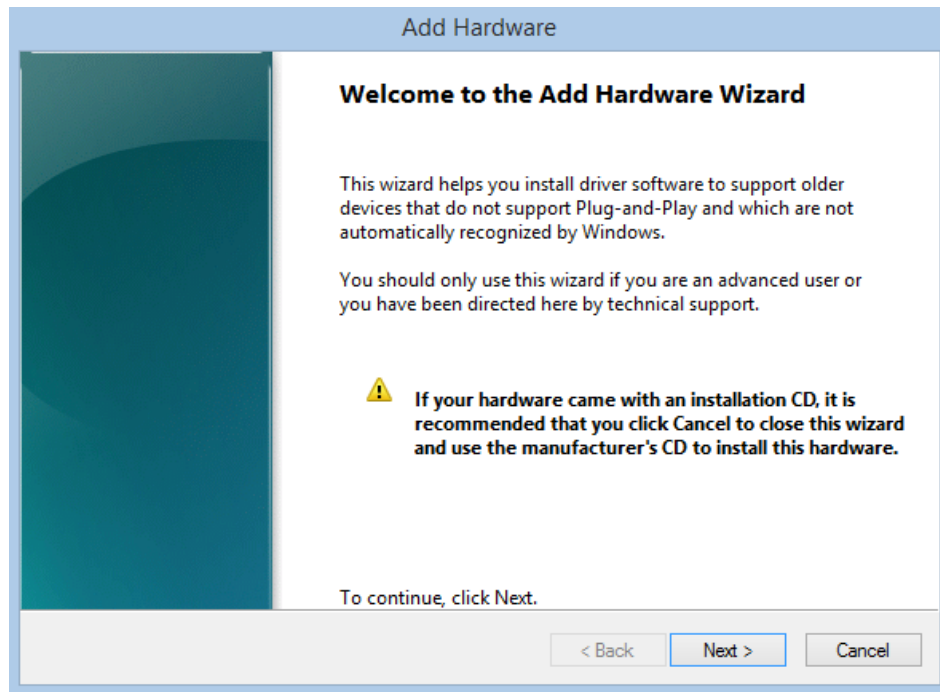 Add Hardware
Welcome to the Add Hardware Wizard
This wizard helps you install driver software to support older
devices that do not support Plug-and-Play and which are not
automatically recognized by Windows.
You should only use this wizard if you are an advanced user or
you have been directed here by technical support.
If your hardware came with an installation CD, it is
recommended that you click Cancel to close this wizard
and use the manufacturer's CD to install this hardware.
To continue, click Next.
< Back Next > Cancel